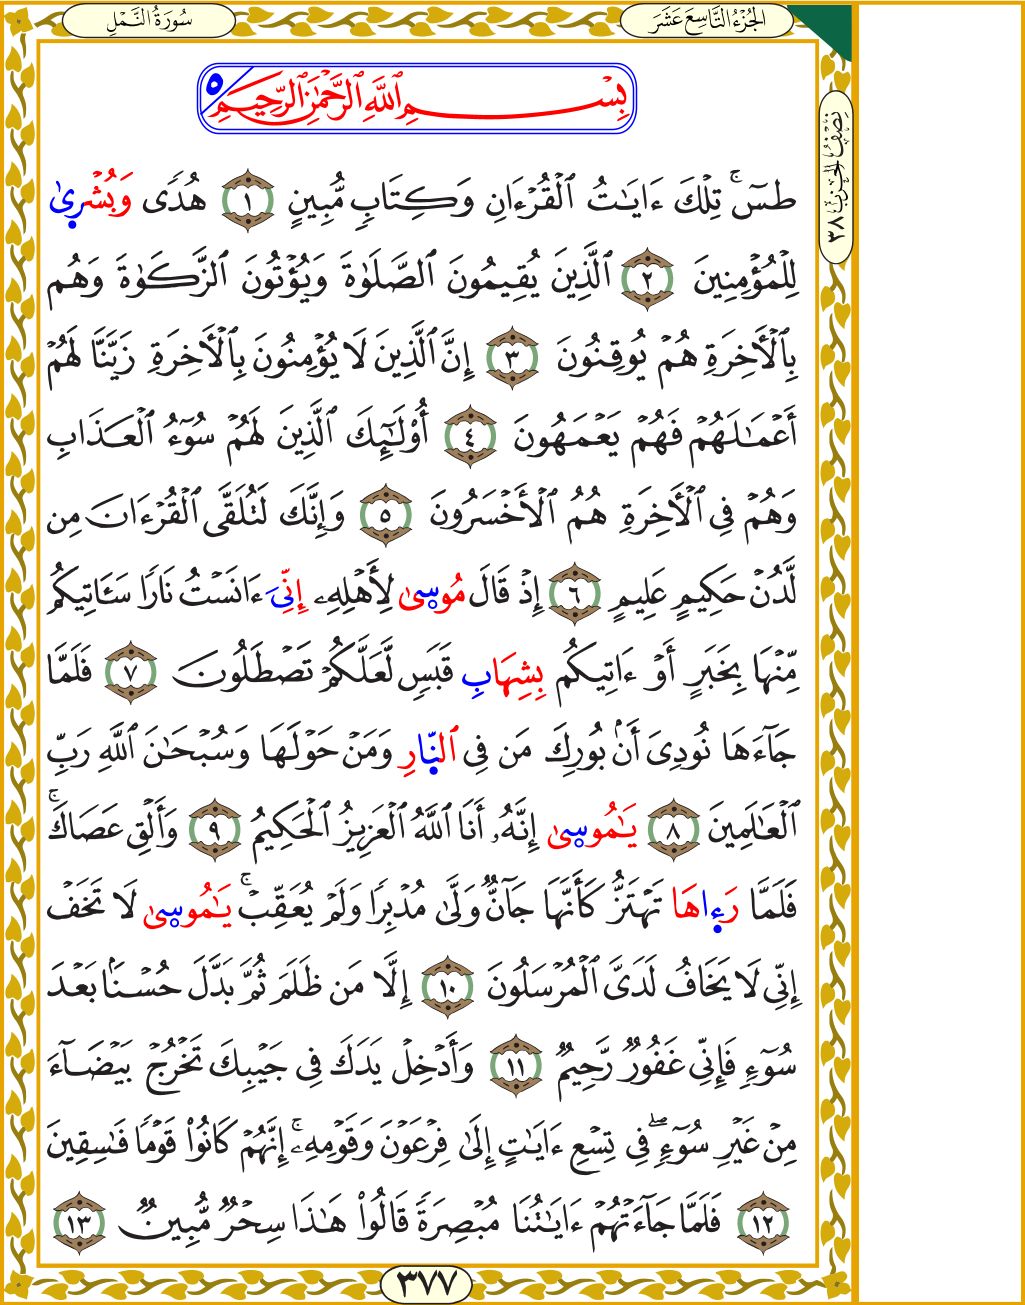 سُورَةُ النَّمْلِ
الجُزْءُ التَّاسِعَ عَشَرَ
نِصْفُ الحِزْبِ ٣٨
بِسْمِ ٱللَّهِ ٱلرَّحْمَٰنِ ٱلرَّحِيمِ ٥
طسٓ ۚ تِلْكَ ءَايَٰتُ ٱلْقُرْءَانِ وَكِتَابٍ مُّبِينٍ ١ هُدًى وَبُشْرِىٰ
لِلْمُؤْمِنِينَ ٢ ٱلَّذِينَ يُقِيمُونَ ٱلصَّلَوٰةَ وَيُؤْتُونَ ٱلزَّكَوٰةَ وَهُم
بِٱلْأَخِرَةِ هُمْ يُوقِنُونَ ٣ إِنَّ ٱلَّذِينَ لَا يُؤْمِنُونَ بِٱلْأَخِرَةِ زَيَّنَّا لَهُمْ
أَعْمَٰلَهُمْ فَهُمْ يَعْمَهُونَ ٤ أُوْلَٰٓئِكَ ٱلَّذِينَ لَهُمْ سُوٓءُ ٱلْعَذَابِ
وَهُمْ فِى ٱلْأَخِرَةِ هُمُ ٱلْأَخْسَرُونَ ٥ وَإِنَّكَ لَتُلَقَّى ٱلْقُرْءَانَ مِن
لَّدُنْ حَكِيمٍ عَلِيمٍ ٦ إِذْ قَالَ مُوسِىٰ لِأَهْلِهِۦ إِنِّىَ ءَانَسْتُ نَارًا سَـَٔاتِيكُم
مِّنْهَا بِخَبَرٍ أَوْ ءَاتِيكُم بِشِهَابِ قَبَسٍ لَّعَلَّكُمْ تَصْطَلُونَ ٧ فَلَمَّا
جَآءَهَا نُودِىَ أَنۢ بُورِكَ مَن فِى ٱلنِّارِ وَمَنْ حَوْلَهَا وَسُبْحَٰنَ ٱللَّهِ رَبِّ
ٱلْعَٰلَمِينَ ٨ يَٰمُوسِىٰ إِنَّهُۥ أَنَا ٱللَّهُ ٱلْعَزِيزُ ٱلْحَكِيمُ ٩ وَأَلْقِ عَصَاكَ ۚ
فَلَمَّا رَءِاهَا تَهْتَزُّ كَأَنَّهَا جَآنٌّ وَلَّىٰ مُدْبِرًا وَلَمْ يُعَقِّبْ ۚ يَٰمُوسِىٰ لَا تَخَفْ
إِنِّى لَا يَخَافُ لَدَىَّ ٱلْمُرْسَلُونَ ١٠ إِلَّا مَن ظَلَمَ ثُمَّ بَدَّلَ حُسْنًۢا بَعْدَ
سُوٓءٍ فَإِنِّى غَفُورٌ رَّحِيمٌ ١١ وَأَدْخِلْ يَدَكَ فِى جَيْبِكَ تَخْرُجْ بَيْضَآءَ
مِنْ غَيْرِ سُوٓءٍ ۖ فِى تِسْعِ ءَايَٰتٍ إِلَىٰ فِرْعَوْنَ وَقَوْمِهِۦٓ ۚ إِنَّهُمْ كَانُوا۟ قَوْمًا فَٰسِقِينَ
١٢ فَلَمَّا جَآءَتْهُمْ ءَايَٰتُنَا مُبْصِرَةً قَالُوا۟ هَٰذَا سِحْرٌ مُّبِينٌ ١٣
٣٧٧